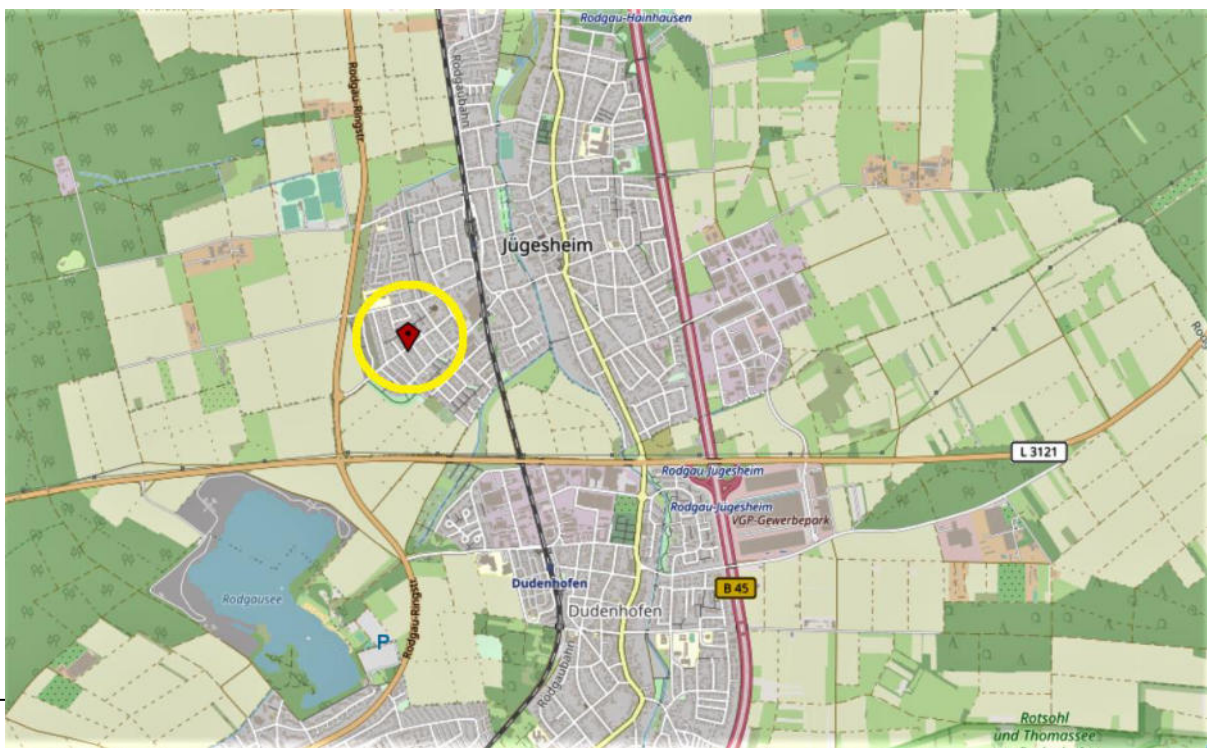 Rodgau-Hainhausen
Rodgau-Ringstr
Rodgaubahn
Jügesheim
L 3121
Rodgau-Jügesheim
Rodgau-Jügesheim
VGP-Gewerbepark
Dudenhofen
B 45
Rodgausee
Dudenhofen
P
Rodgau-Ringstr
Rodgaubahn
Rotsohl
und Thomassee